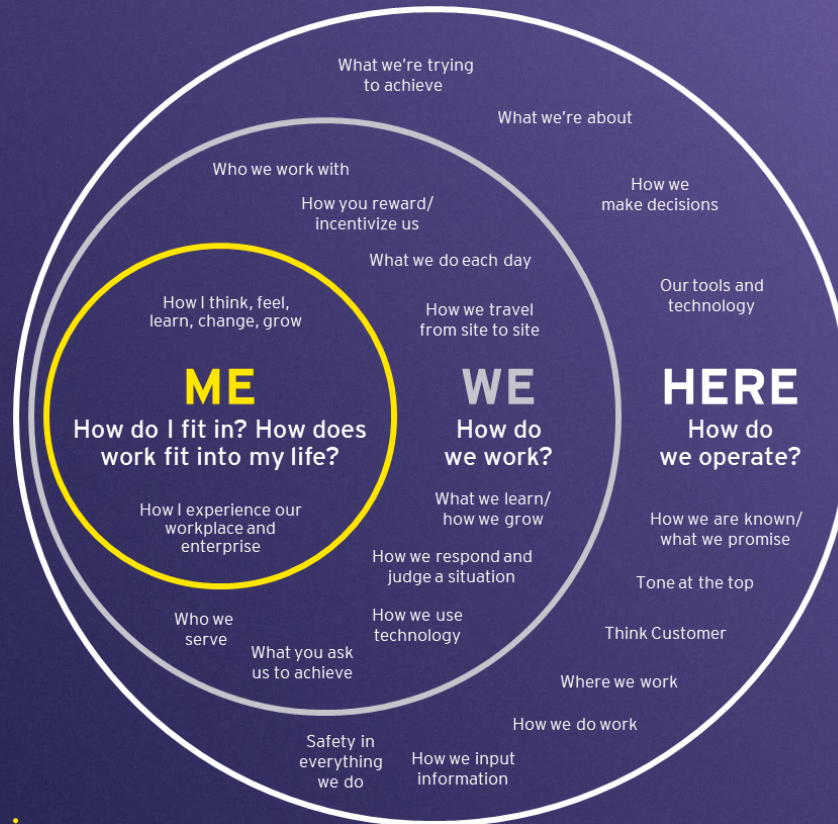 What we're trying
to achieve
What we're about
Who we work with
How we
make decisions
How you reward/
incentivize us
What we do each day
Our tools and
technology
How I think, feel,
learn, change, grow
How we travel
from site to site
ME
How do I fit in? How does
work fit into my life?
WE
How do
we work?
HERE
How do
we operate?
How I experience our
workplace and
enterprise
What we learn/
how we grow
How we are known/
what we promise
How we respond and
judge a situation
Tone at the top
Who we
serve
How we use
technology
Think Customer
What you ask
us to achieve
Where we work
How we do work
Safety in
everything
we do
How we input
information